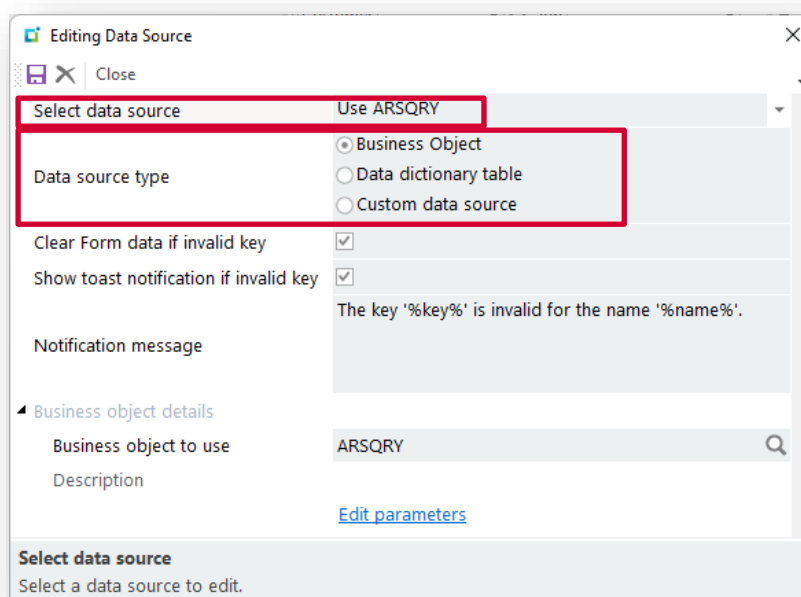 Editing Data Source
Close
Select data source Use ARSQRY
Business Object
Data source type Data dictionary table
Custom data source
Clear Form data if invalid key
Show toast notification if invalid key
The key '%key%' is invalid for the name '%name%'.
Notification message
Business object details
Business object to use ARSQRY
Description
Edit parameters
Select data source
Select a data source to edit.